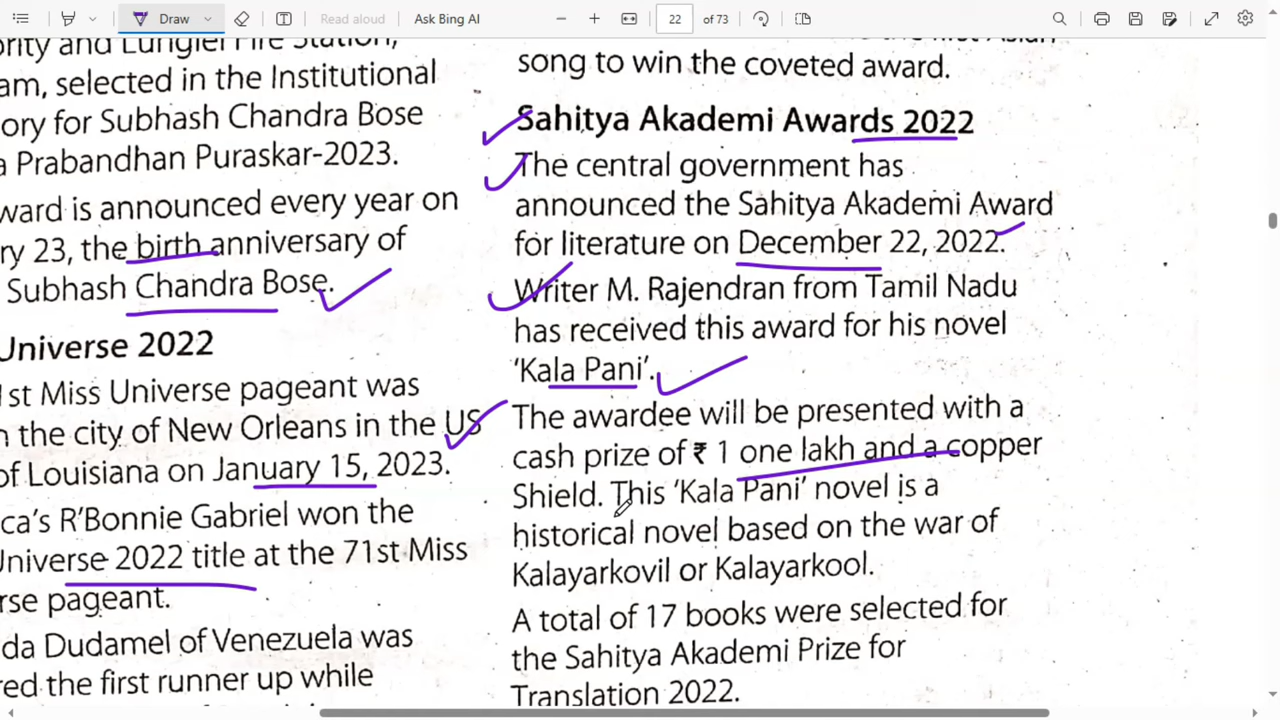 Draw
Read aloud
Ask Bing AI
22
of 73
am, selected in the Institutional
ory for Subhash Chandra Bose
a Prabandhan Puraskar-2023.
ward is announced every year on
ry 23, the birth anniversary of
Subhash Chandra Bose.
Universe 2022
1st Miss Universe pageant was
n the city of New Orleans in the US
of Louisiana on January 15, 2023.
ca's R'Bonnie Gabriel won the
Universe 2022 title at the 71st Miss
rse pageant.
da Dudamel of Venezuela was
red the first runner up while
song to win the coveted award.
Sahitya Akademi Awards 2022
The central government has
announced the Sahitya Akademi Award
for literature on December 22, 2022.
Writer M. Rajendran from Tamil Nadu
has received this award for his novel
'Kala Pani'.
The awardee will be presented with a
cash prize of ₹ 1 one lakh and a copper
Shield. This 'Kala Pani' novel is a
historical novel based on the war of
Kalayarkovil or Kalayarkool.
A total of 17 books were selected for
the Sahitya Akademi Prize for
Translation 2022.